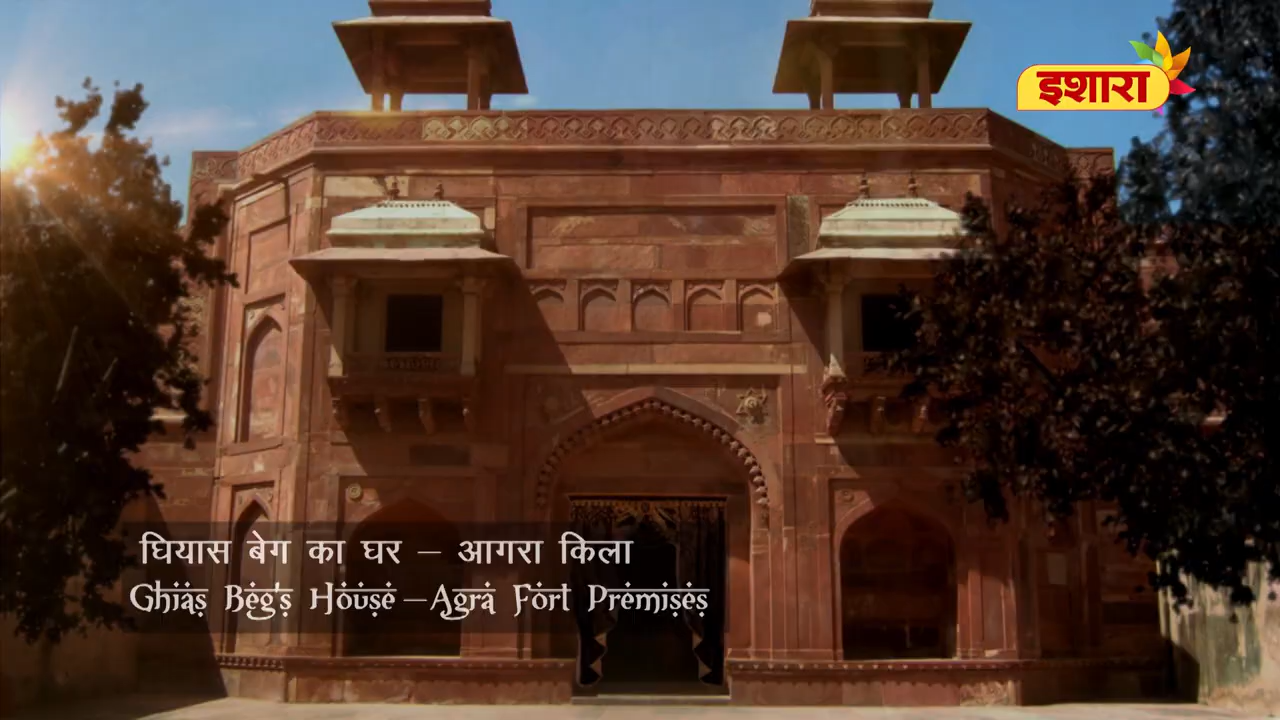 इशारा
घियास बेग का घर – आगरा किला
Ghias Beg's House – Agra Fort Premises